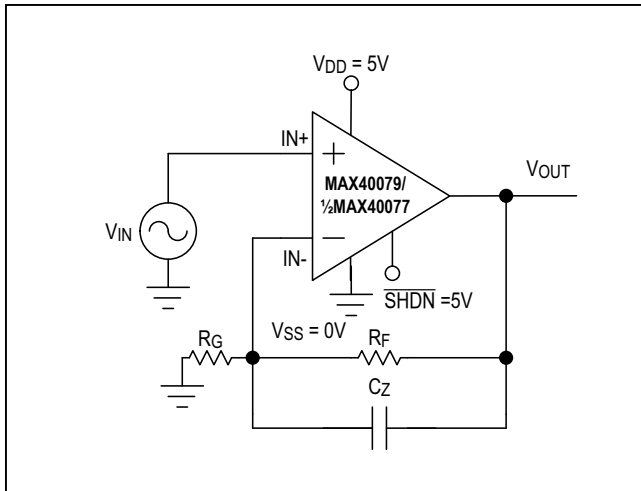 VDD = 5V
IN+
+
MAX40079/
½MAX40077
VOUT
VIN
−
IN-
SHDN =5V
VSS = 0V
RG
RF
CZ